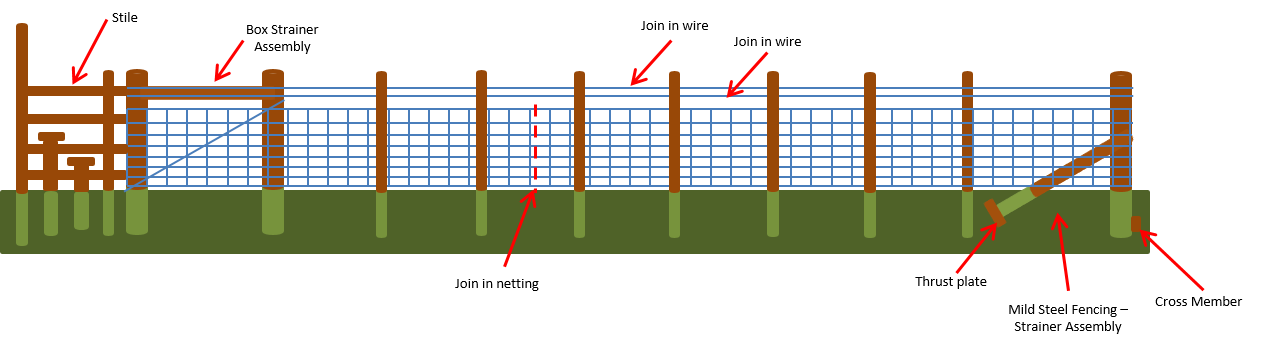 Stile
Box Strainer
Assembly
Join in wire
Join in wire
Join in netting
Thrust plate
Mild Steel Fencing –
Strainer Assembly
Cross Member